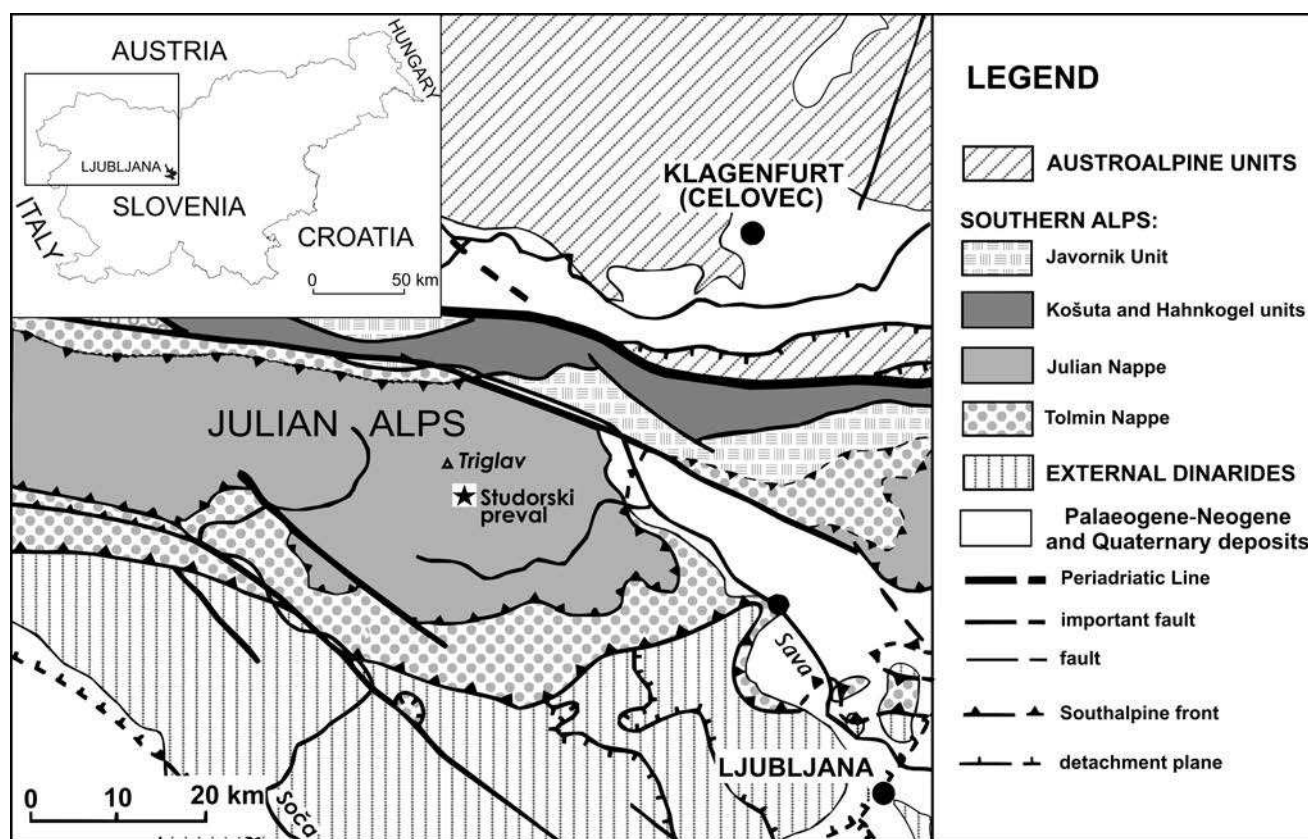 AUSTRIA
HUNGARY
LJUBLJANA
SLOVENIA
ITALY
CROATIA
0 50 km
KLAGENFURT
(CELOVEC)
JULIAN ALPS
Triglav
Studorski
preval
Sava
LJUBLJANA
Soča
0 10 20 km
LEGEND
AUSTROALPINE UNITS
SOUTHERN ALPS:
Javornik Unit
Košuta and Hahnkogel units
Julian Nappe
Tolmin Nappe
EXTERNAL DINARIDES
Palaeogene-Neogene
and Quaternary deposits
Periadriatic Line
important fault
fault
Southalpine front
detachment plane